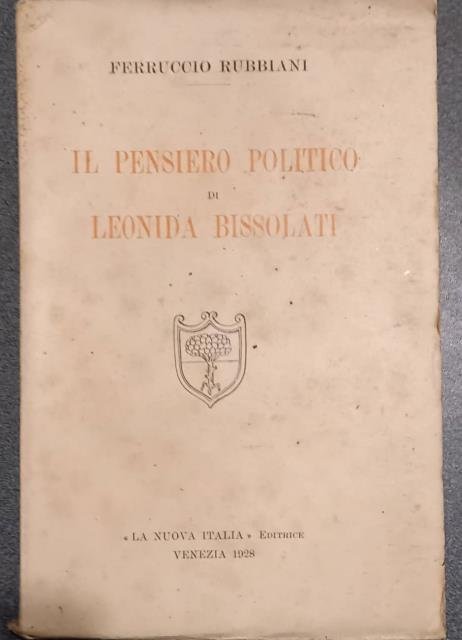 FERRUCCIO RUBBIANI
IL PENSIERO POLITICO
DI
LEONIDA BISSOLATI
« LA NUOVA ITALIA » EDITRICE
VENEZIA 1928